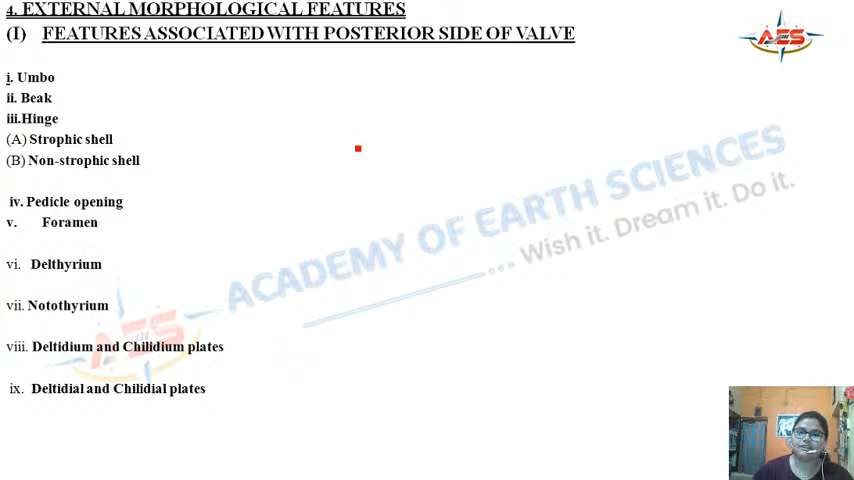 4. EXTERNAL MORPHOLOGICAL FEATURES
(I) FEATURES ASSOCIATED WITH POSTERIOR SIDE OF VALVE
AES
i. Umbo
ii. Beak
iii.Hinge
(A) Strophic shell
(B) Non-strophic shell
iv. Pedicle opening
v. Foramen
vi. Delthyrium
vii. Notothyrium
viii. Deltidium and Chilidium plates
ix. Deltidial and Chilidial plates
AES
ACADEMY OF EARTH SCIENCES
... Wish it. Dream it. Do it.